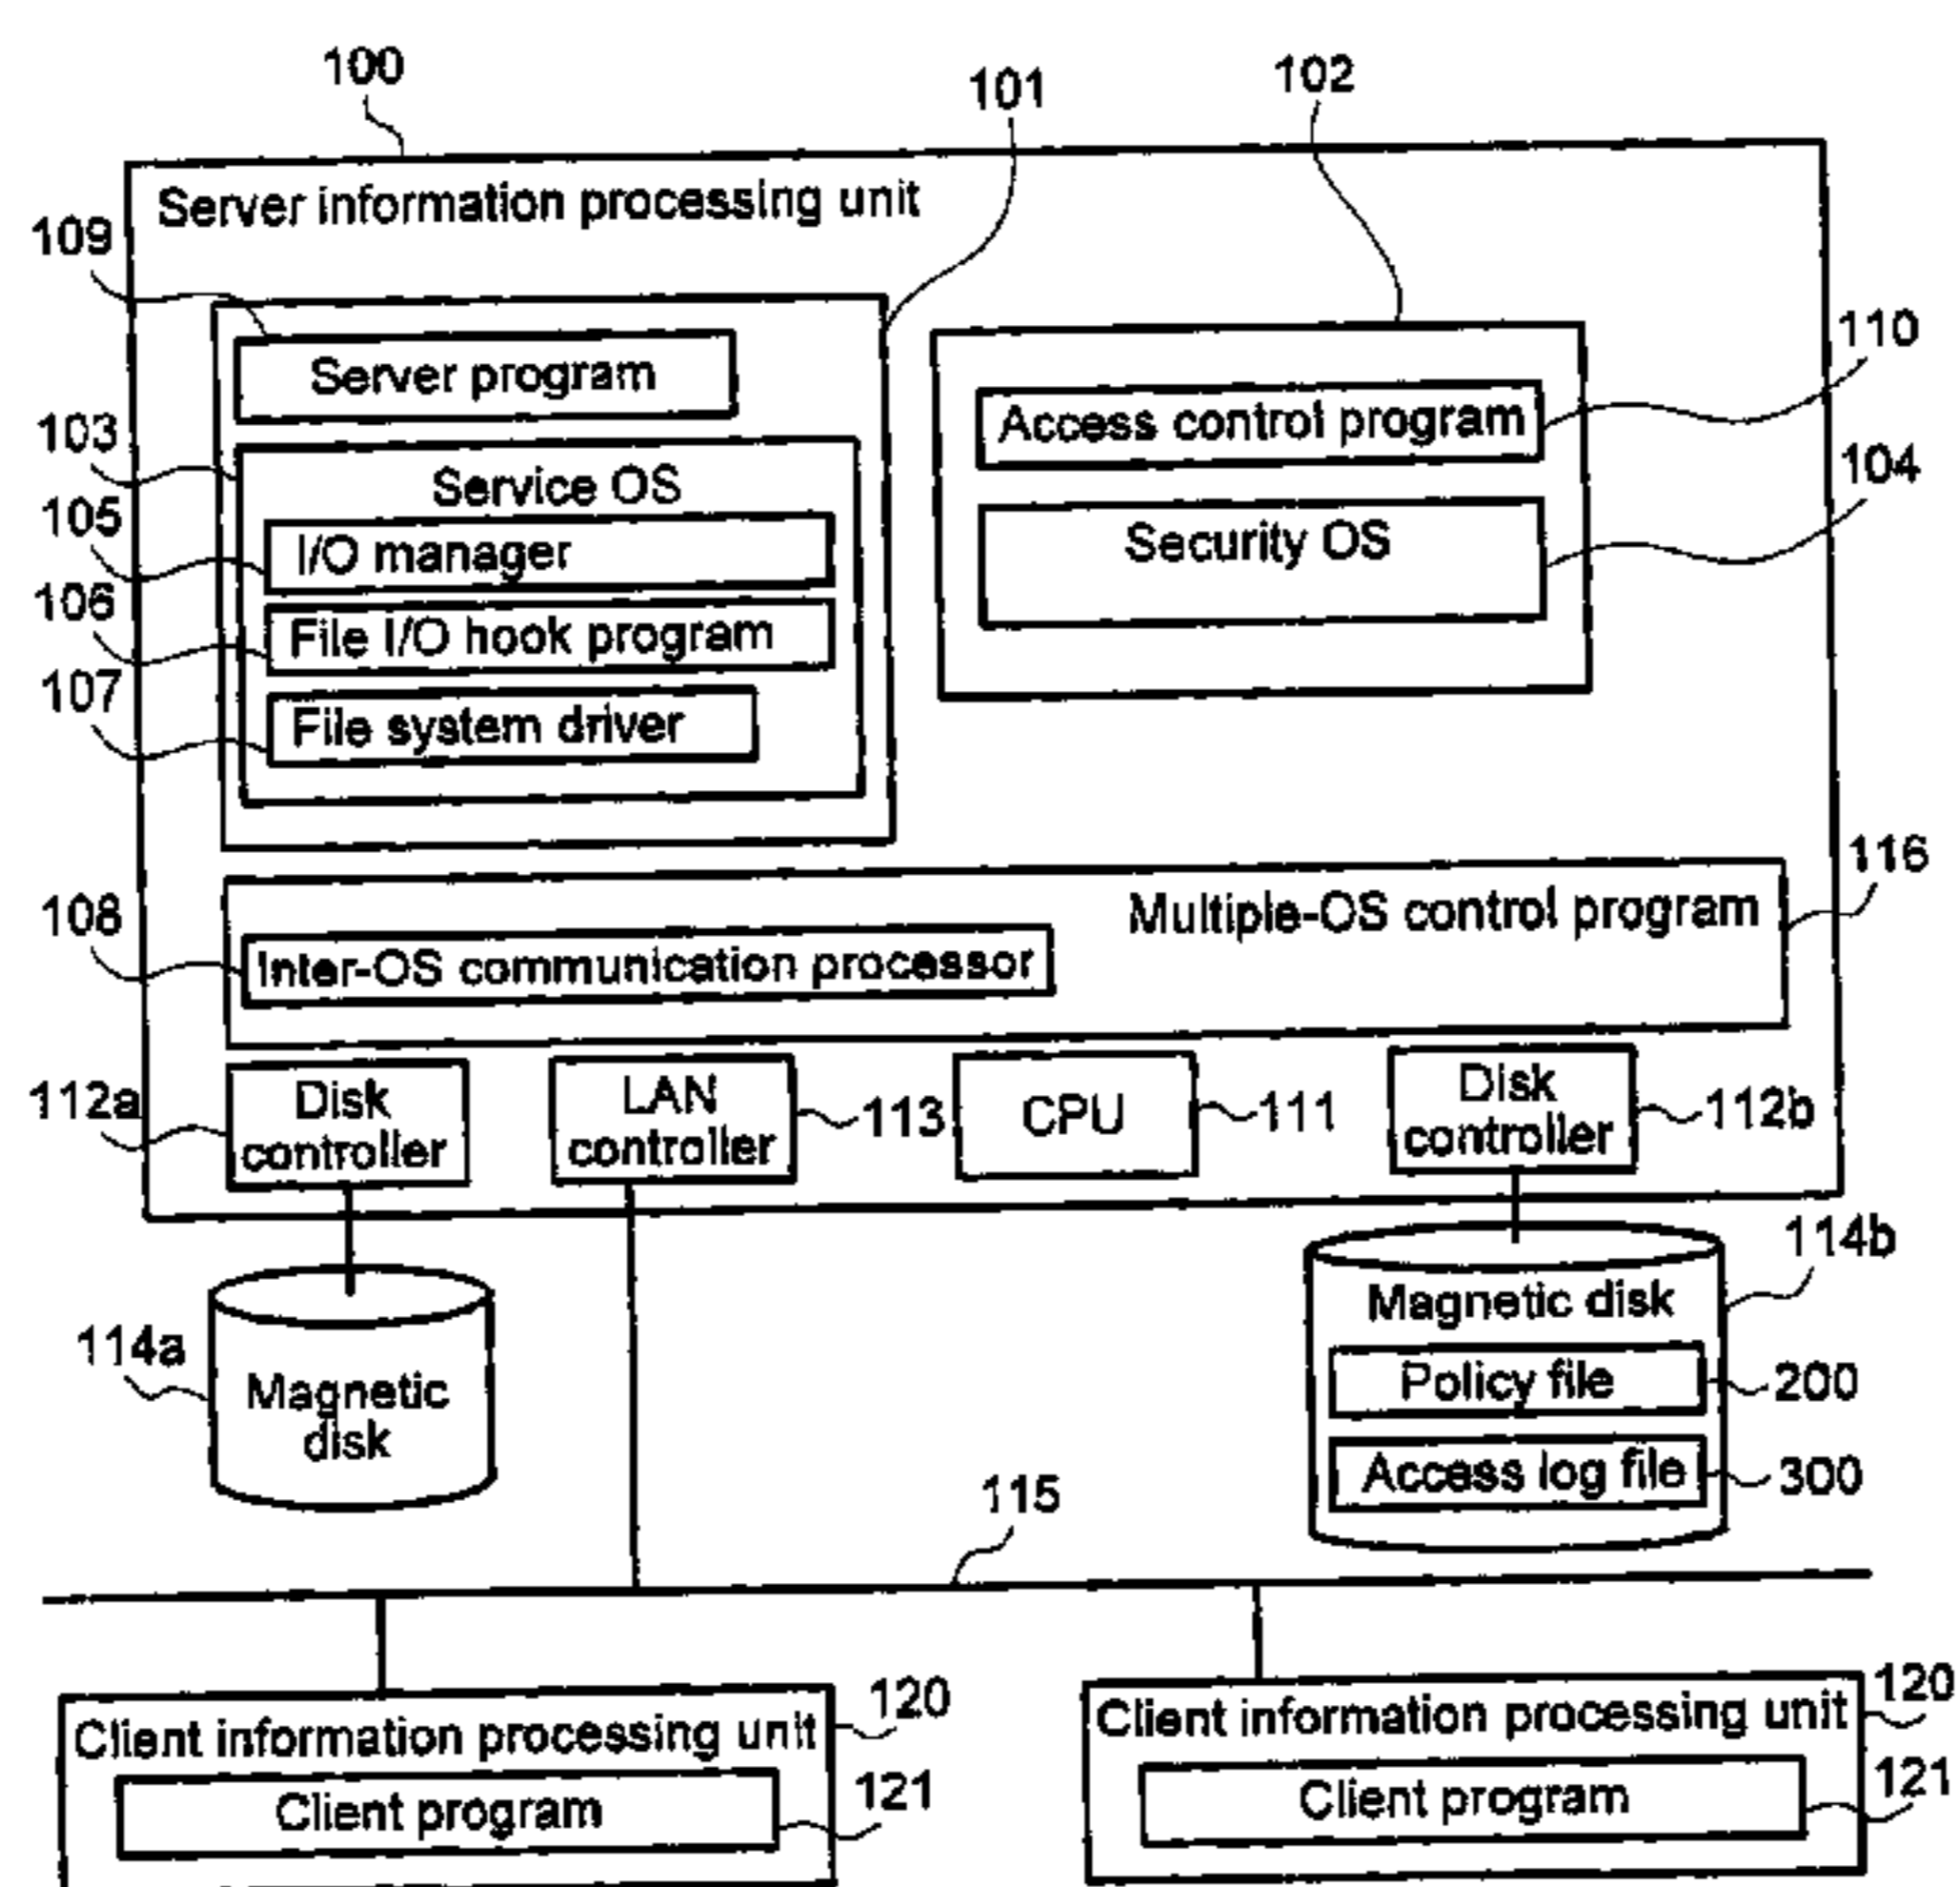 100
101
102
Server information processing unit
109
Server program
110
Access control program
103
Service OS
104
105
I/O manager
Security OS
106
File I/O hook program
107
File system driver
116
Multiple-OS control program
108
Inter-OS communication processor
112a
Disk
controller
LAN
controller
113
CPU
111
Disk
controller
112b
114b
Magnetic disk
114a
Magnetic
disk
Policy file
200
Access log file
300
115
120
Client information processing unit
121
Client program
120
Client information processing unit
121
Client program